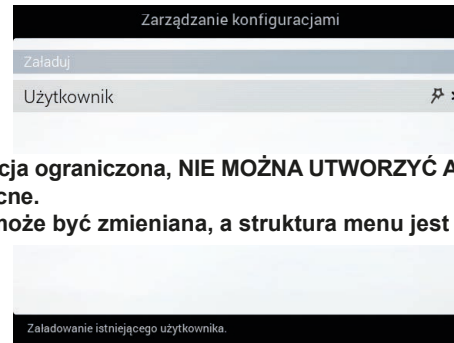 Zarządzanie konfiguracjami
Załaduj
Użytkownik
cja ograniczona, NIE MOŻNA UTWORZYĆ A
cne.
może być zmieniana, a struktura menu jest
Załadowanie istniejącego użytkownika.